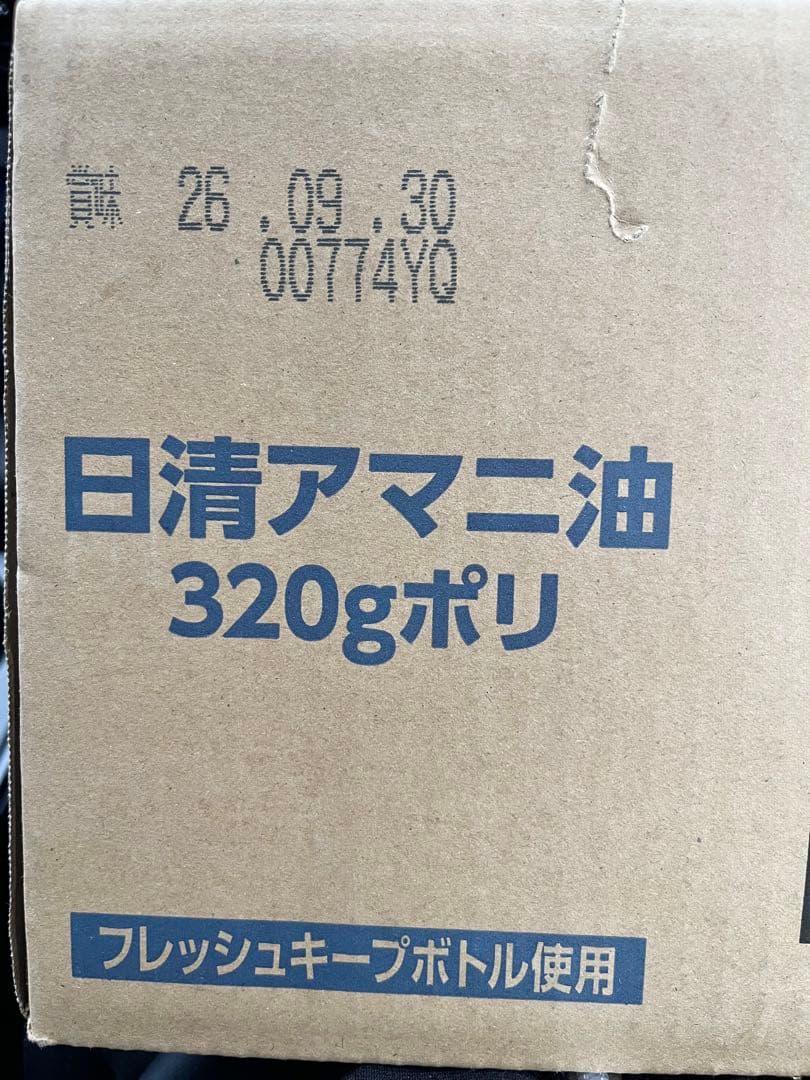 賞味 26.09.30
00774YQ
日清アマニ油
320gポリ
フレッシュキープボトル使用